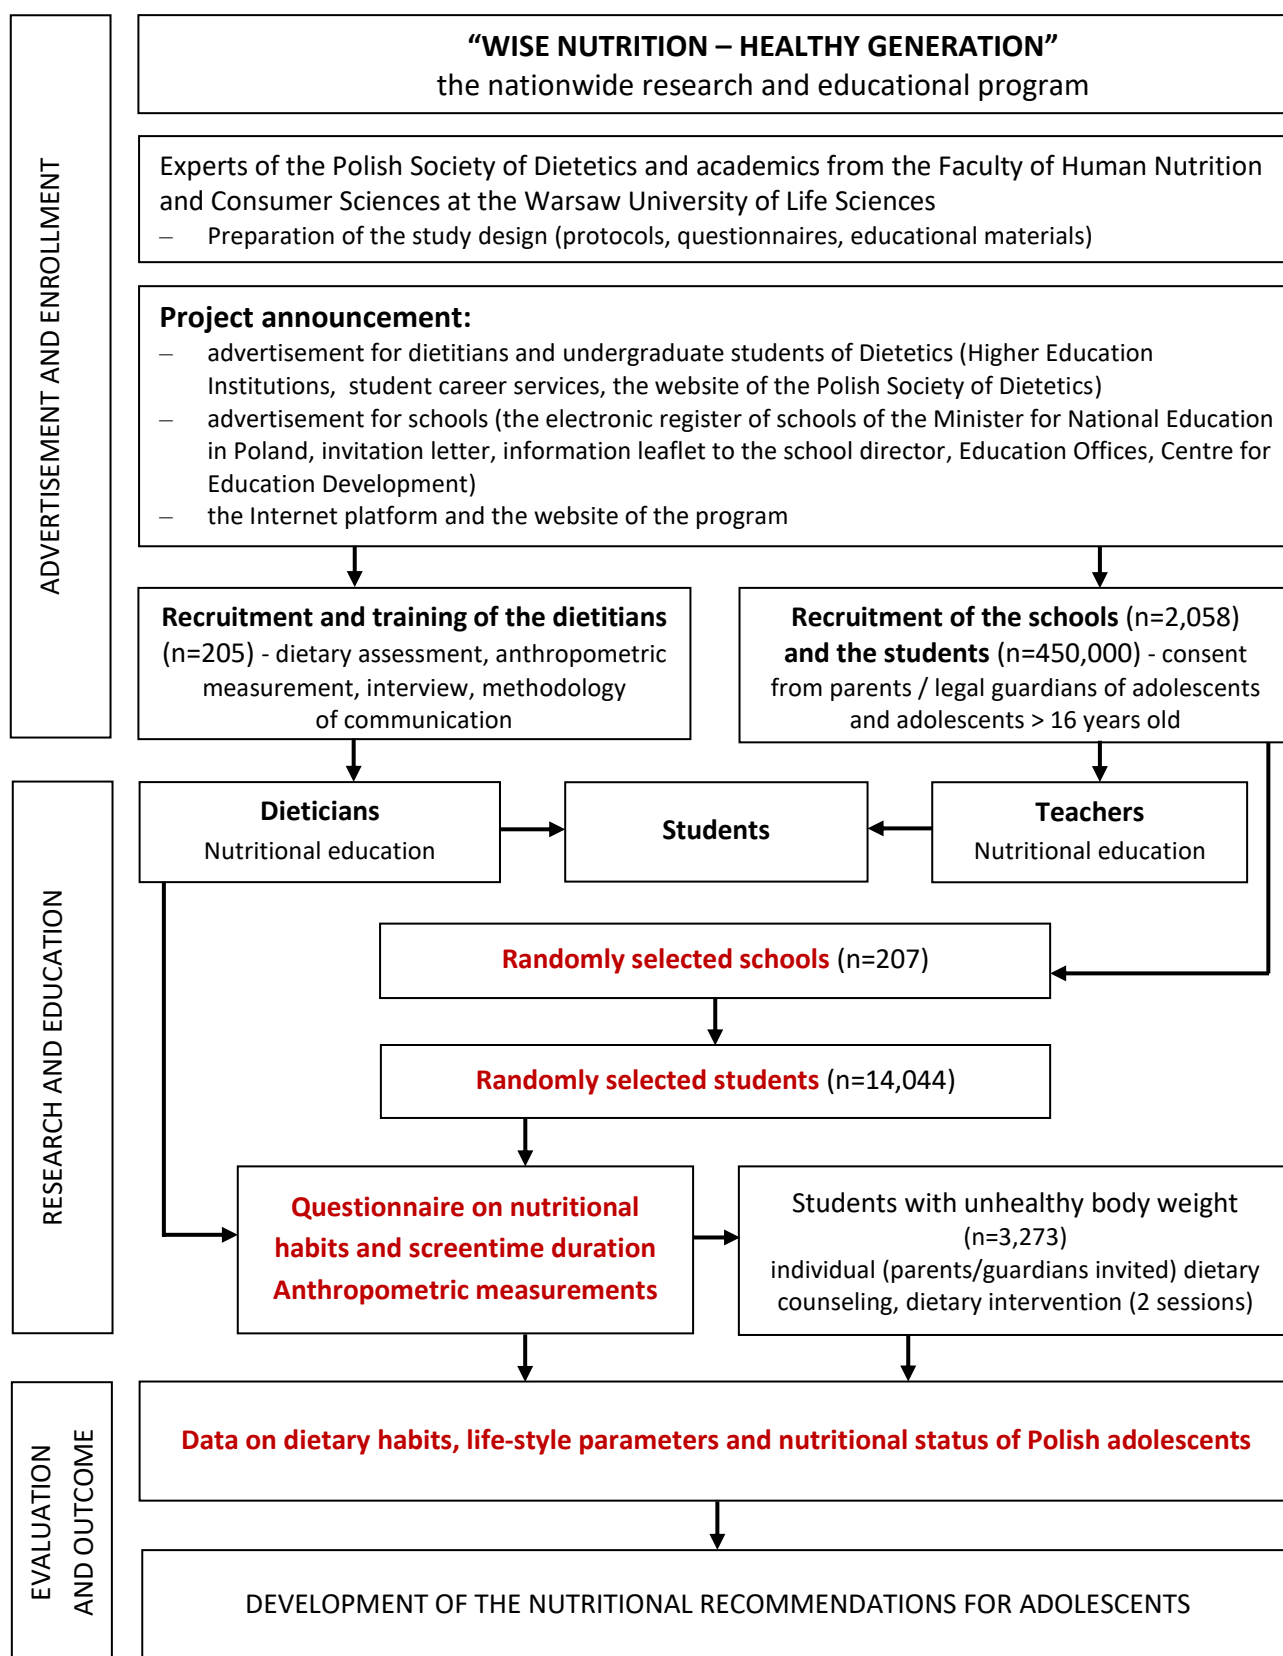 “WISE NUTRITION – HEALTHY GENERATION”
the nationwide research and educational program
ADVERTISEMENT AND ENROLLMENT
Experts of the Polish Society of Dietetics and academics from the Faculty of Human Nutrition
and Consumer Sciences at the Warsaw University of Life Sciences
– Preparation of the study design (protocols, questionnaires, educational materials)
Project announcement:
– advertisement for dietitians and undergraduate students of Dietetics (Higher Education
Institutions, student career services, the website of the Polish Society of Dietetics)
– advertisement for schools (the electronic register of schools of the Minister for National Education
in Poland, invitation letter, information leaflet to the school director, Education Offices, Centre for
Education Development)
– the Internet platform and the website of the program
Recruitment and training of the dietitians
(n=205) - dietary assessment, anthropometric
measurement, interview, methodology
of communication
Recruitment of the schools (n=2,058)
and the students (n=450,000) - consent
from parents / legal guardians of adolescents
and adolescents > 16 years old
RESEARCH AND EDUCATION
Dieticians
Nutritional education
Students
Teachers
Nutritional education
Randomly selected schools (n=207)
Randomly selected students (n=14,044)
Questionnaire on nutritional
habits and screentime duration
Anthropometric measurements
Students with unhealthy body weight
(n=3,273)
individual (parents/guardians invited) dietary
counseling, dietary intervention (2 sessions)
EVALUATION
AND OUTCOME
Data on dietary habits, life-style parameters and nutritional status of Polish adolescents
DEVELOPMENT OF THE NUTRITIONAL RECOMMENDATIONS FOR ADOLESCENTS